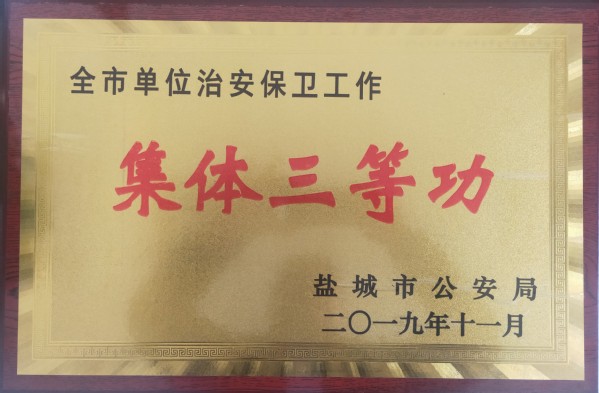 全市单位治安保卫工作
集体三等功
盐城市公安局
二〇一九年十一月